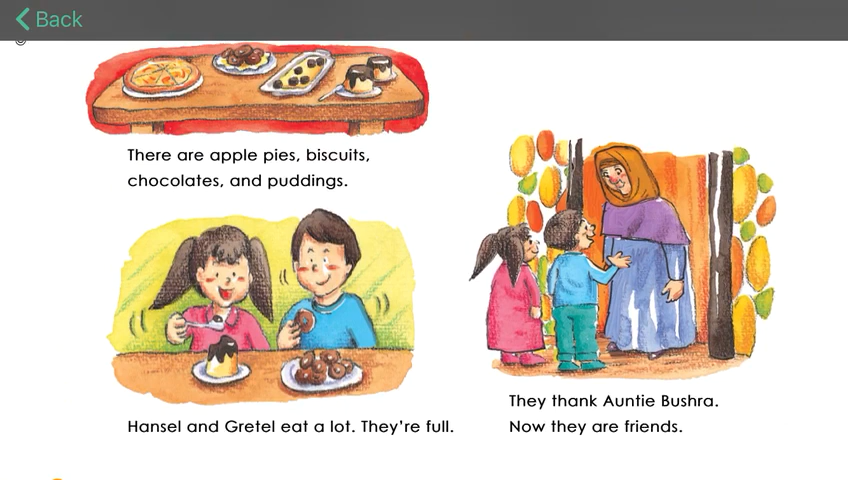 Back
There are apple pies, biscuits,
chocolates, and puddings.
Hansel and Gretel eat a lot. They're full.
They thank Auntie Bushra.
Now they are friends.